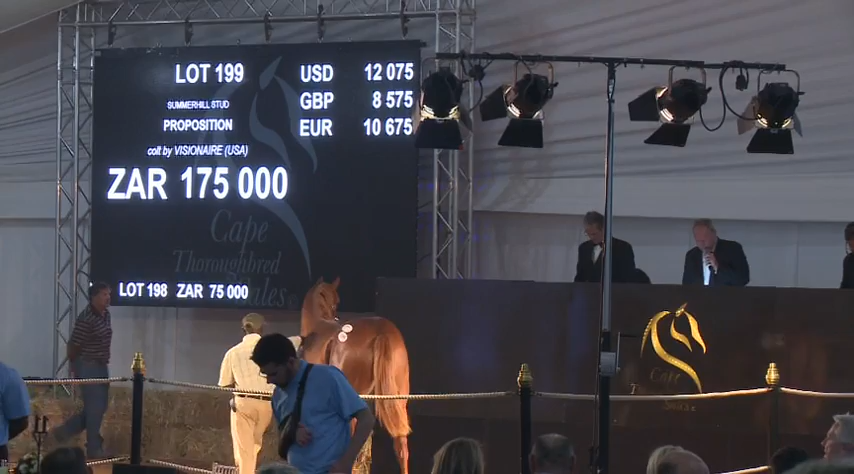 LOT 199
USD 12 075
SUMMERHILL STUD
GBP 8 575
PROPOSITION
EUR 10 675
colt by VISIONAIRE (USA)
ZAR 175 000
Cape
Thoroughbred
Sales
LOT 198 ZAR 75 000
Cape